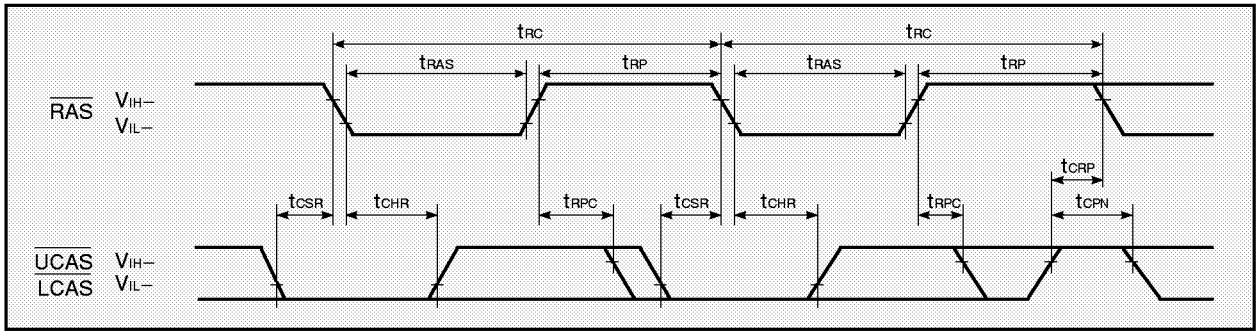 tRC tRC
tRAS tRP tRAS tRP
RAS VIH–
VIL–
tCRP
tCSR tCHR tRPC tCSR tCHR tRPC tCPN
UCAS VIH–
LCAS VIL–